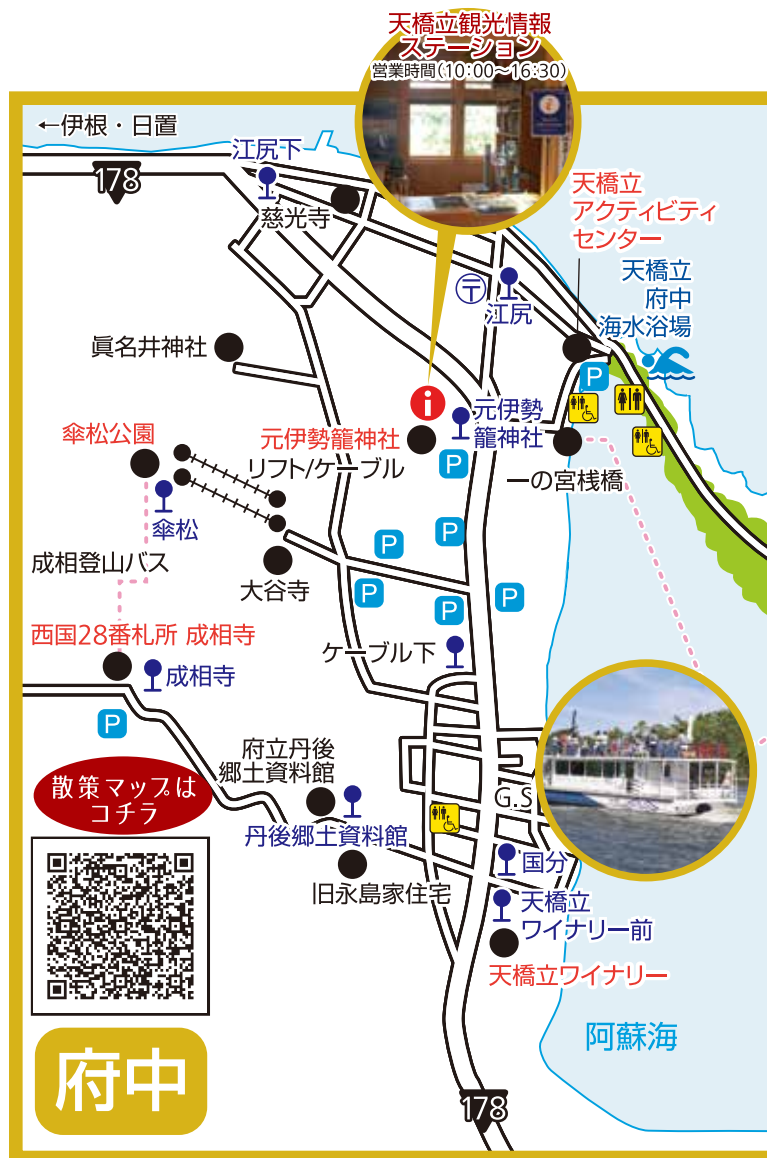 天橋立観光情報
ステーション
営業時間(10:00～16:30)
←伊根・日置
178
江尻下
慈光寺
天橋立
アクティビティ
センター
天橋立
府中
海水浴場
〒
江尻
眞名井神社
P
i
元伊勢
籠神社
元伊勢籠神社
傘松公園
リフト/ケーブル
P
一の宮桟橋
傘松
成相登山バス
P
P
大谷寺
P
P
P
西国28番札所 成相寺
ケーブル下
成相寺
P
府立丹後
郷土資料館
散策マップは
コチラ
G.S
丹後郷土資料館
国分
旧永島家住宅
天橋立
ワイナリー前
天橋立ワイナリー
阿蘇海
府中
178